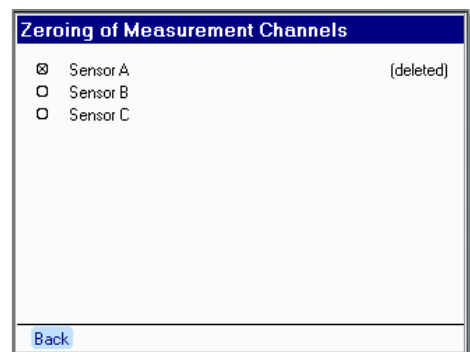 Zeroing of Measurement Channels
Sensor A (deleted)
Sensor B
Sensor C
Back